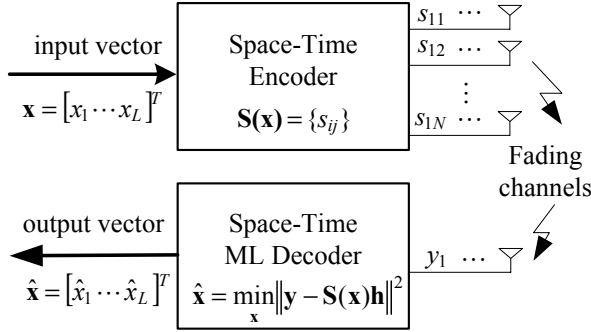 input vector
𝐱 = [x₁ ⋯ x_L]ᵀ
Space-Time
Encoder
𝐒(𝐱) = {s_ij}
s₁₁ ⋯
s₁₂ ⋯
⋮
s₁N ⋯
Fading
channels
output vector
𝐱̂ = [x̂₁ ⋯ x̂_L]ᵀ
Space-Time
ML Decoder
𝐱̂ = min_𝐱 ‖𝐲 − 𝐒(𝐱)𝐡‖²
y₁ ⋯